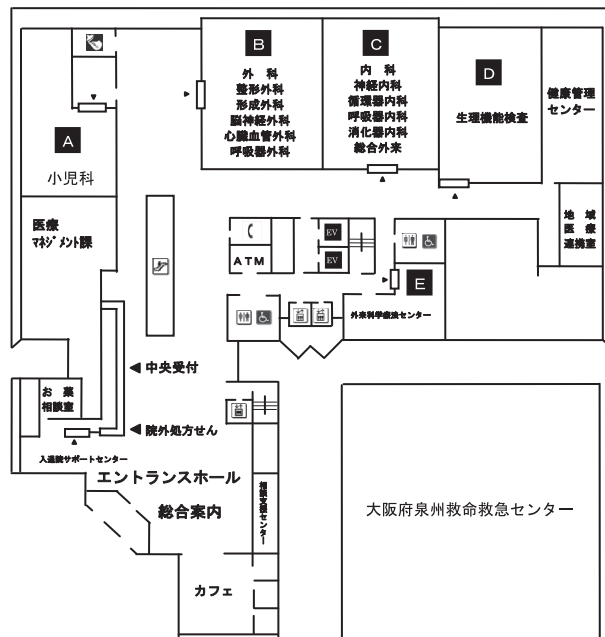 A
小児科
B
外 科
整形外科
形成外科
脳神経外科
心臓血管外科
呼吸器外科
C
内 科
神経内科
循環器内科
呼吸器内科
消化器内科
総合外来
D
生理機能検査
健康管理
センター
地 域
医 療
連携室
医療
マネジメント課
ATM
EV
EV
E
外来科学療法センター
中央受付
お 薬
相談室
院外処方せん
入退院サポートセンター
エントランスホール
総合案内
相談支援センター
カフェ
大阪府泉州救命救急センター